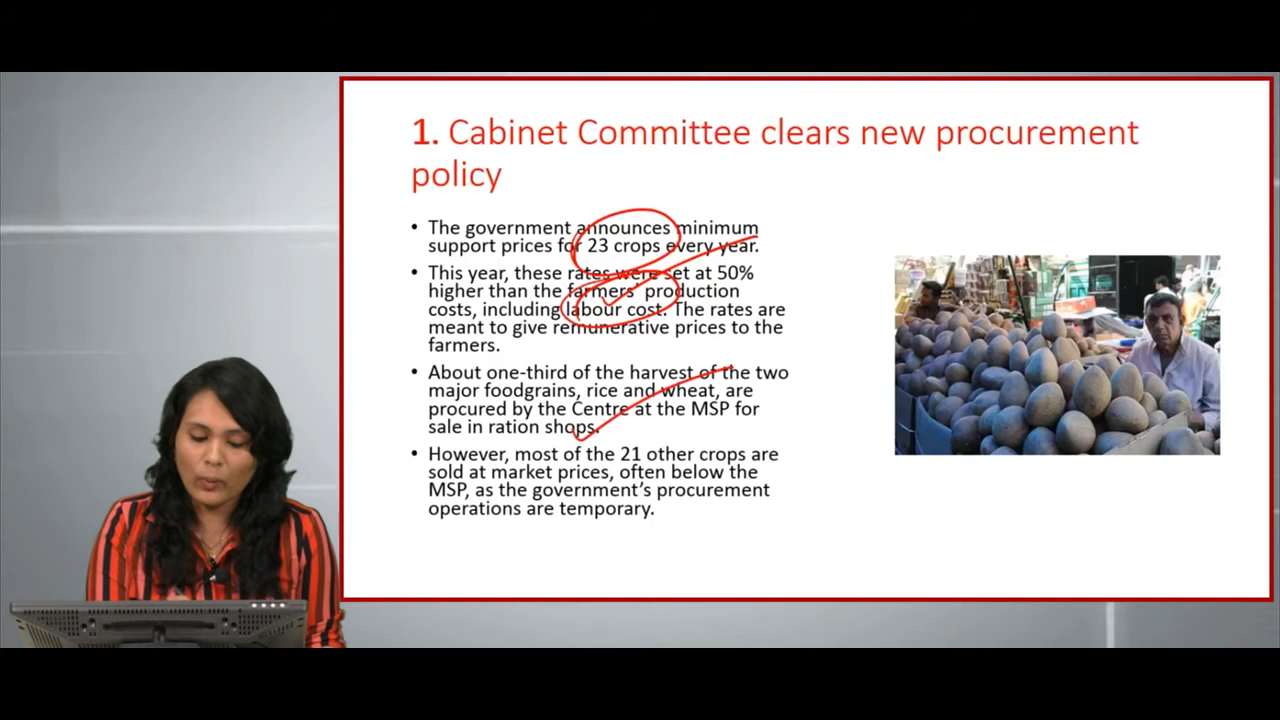 1. Cabinet Committee clears new procurement
policy
• The government announces minimum
support prices for 23 crops every year.
• This year, these rates were set at 50%
higher than the farmers’ production
costs, including labour cost. The rates are
meant to give remunerative prices to the
farmers.
• About one-third of the harvest of the two
major foodgrains, rice and wheat, are
procured by the Centre at the MSP for
sale in ration shops.
• However, most of the 21 other crops are
sold at market prices, often below the
MSP, as the government’s procurement
operations are temporary.